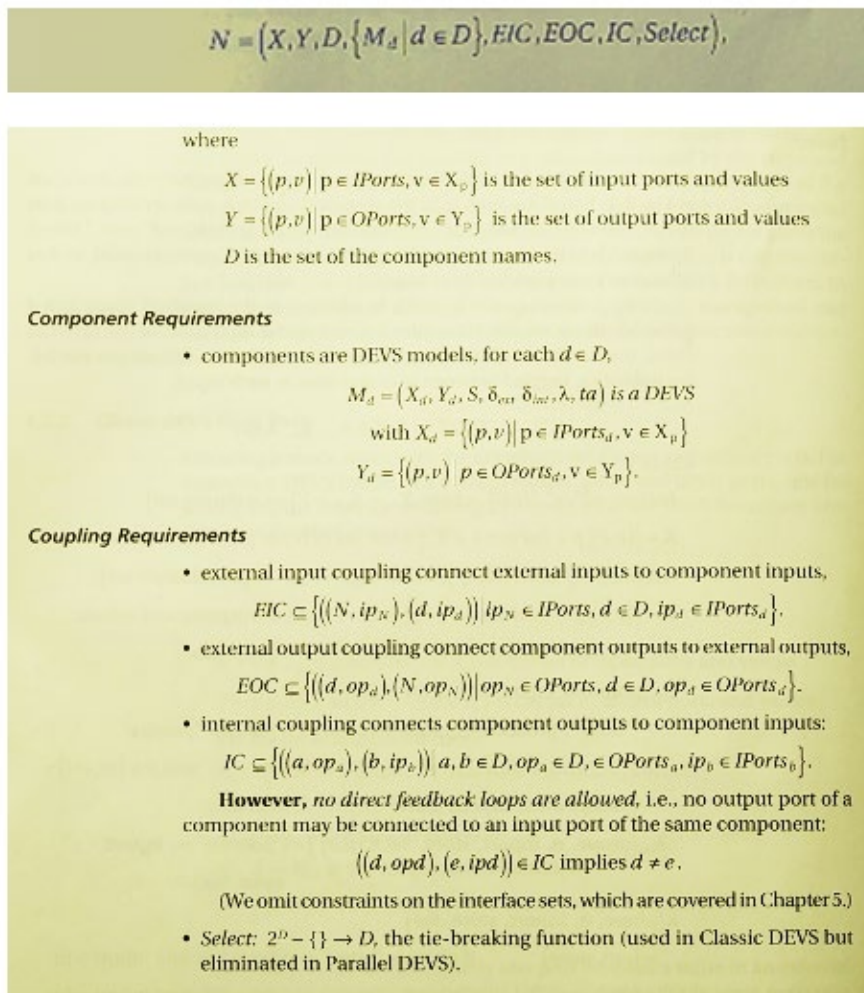 N = (X, Y, D, {M_d | d ∈ D}, EIC, EOC, IC, Select),
where
X = {(p,v) | p ∈ IPorts, v ∈ X_p} is the set of input ports and values
Y = {(p,v) | p ∈ OPorts, v ∈ Y_p} is the set of output ports and values
D is the set of the component names.
Component Requirements
• components are DEVS models, for each d ∈ D,
M_d = (X_d, Y_d, S, δ_ext, δ_int, λ, ta) is a DEVS
with X_d = {(p,v) | p ∈ IPorts_d, v ∈ X_p}
Y_d = {(p,v) | p ∈ OPorts_d, v ∈ Y_p}.
Coupling Requirements
• external input coupling connect external inputs to component inputs,
EIC ⊆ {((N, ip_N), (d, ip_d)) | ip_N ∈ IPorts, d ∈ D, ip_d ∈ IPorts_d}.
• external output coupling connect component outputs to external outputs,
EOC ⊆ {((d, op_d), (N, op_N)) | op_N ∈ OPorts, d ∈ D, op_d ∈ OPorts_d}.
• internal coupling connects component outputs to component inputs:
IC ⊆ {((a, op_a), (b, ip_b)) | a, b ∈ D, op_a ∈ D, ∈ OPorts_a, ip_b ∈ IPorts_b}.
However, no direct feedback loops are allowed, i.e., no output port of a
component may be connected to an input port of the same component:
((d, opd), (e, ipd)) ∈ IC implies d ≠ e.
(We omit constraints on the interface sets, which are covered in Chapter 5.)
• Select: 2^D – {} → D, the tie-breaking function (used in Classic DEVS but
eliminated in Parallel DEVS).